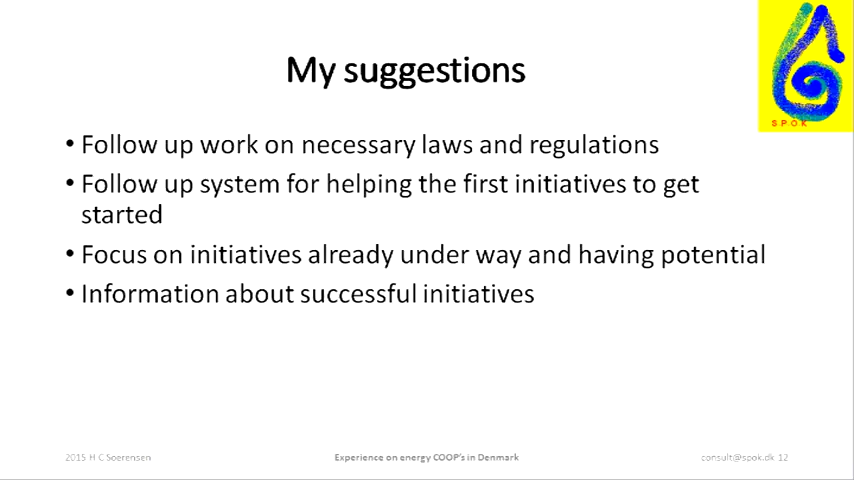 My suggestions
SPOK
• Follow up work on necessary laws and regulations
• Follow up system for helping the first initiatives to get
started
• Focus on initiatives already under way and having potential
• Information about successful initiatives
2015 H.C Soerensen
Experience on energy COOP's in Denmark
consult@spok.dk 12